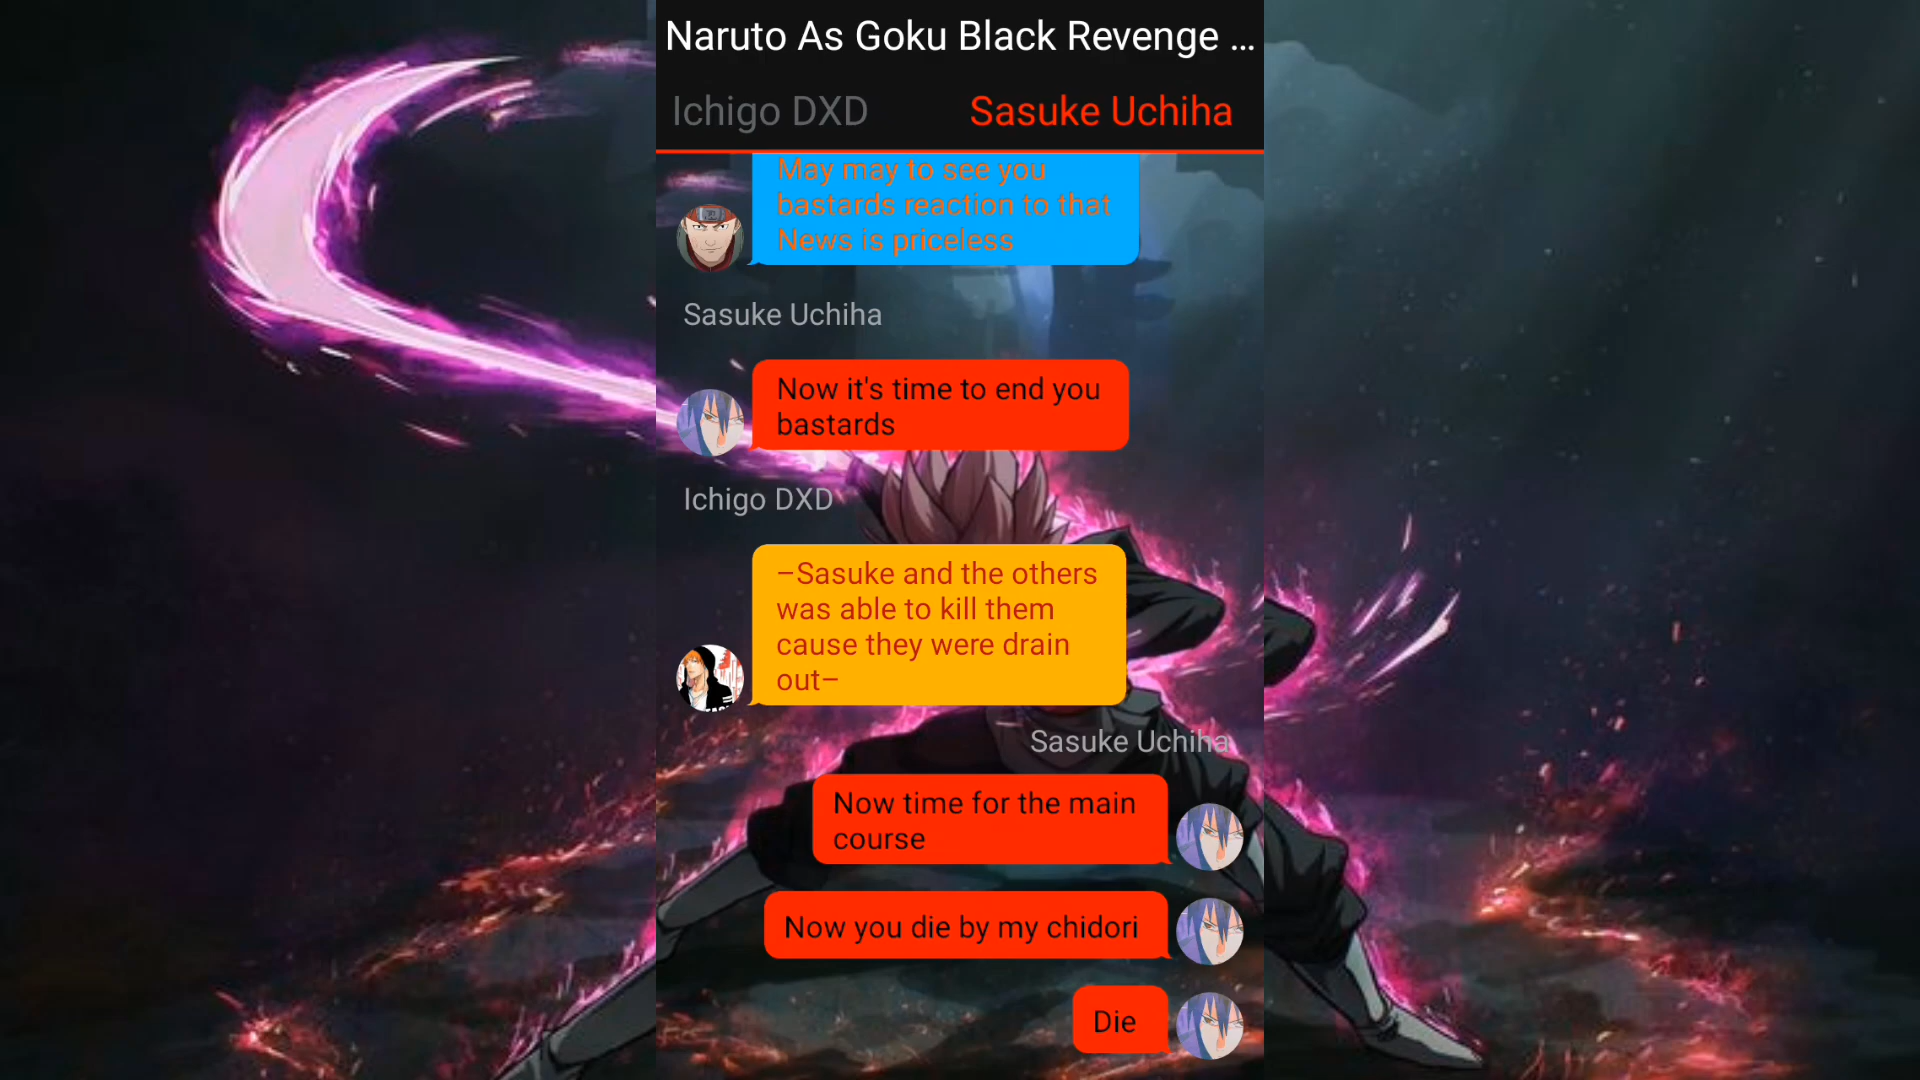 Naruto As Goku Black Revenge ...
Ichigo DXD
Sasuke Uchiha
May may to see you
bastards reaction to that
News is priceless
Sasuke Uchiha
Now it's time to end you
bastards
Ichigo DXD
–Sasuke and the others
was able to kill them
cause they were drain
out–
Sasuke Uchiha
Now time for the main
course
Now you die by my chidori
Die